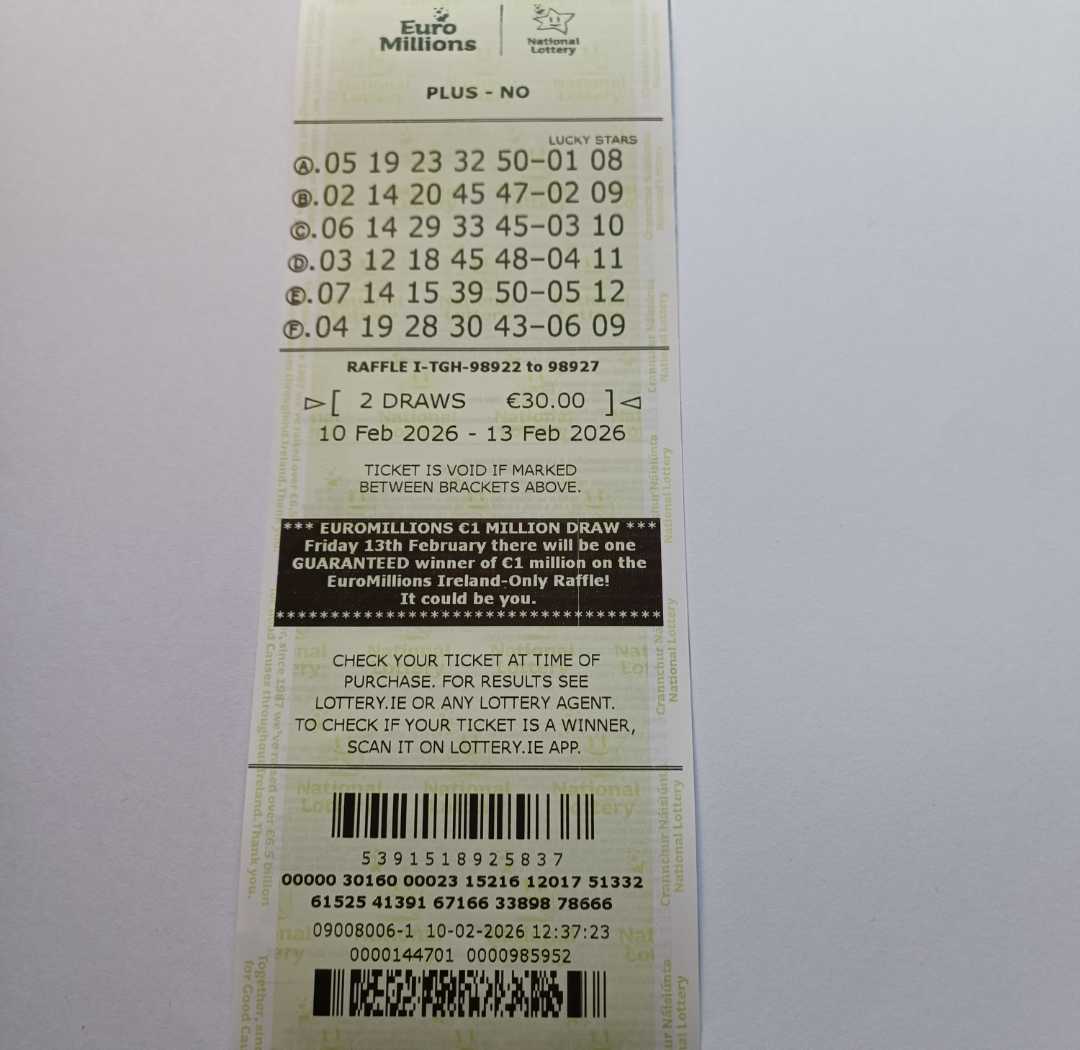 Euro
Millions
National
Lottery
PLUS - NO
LUCKY STARS
Ⓐ.05 19 23 32 50-01 08
Ⓑ.02 14 20 45 47-02 09
Ⓒ.06 14 29 33 45-03 10
Ⓓ.03 12 18 45 48-04 11
Ⓔ.07 14 15 39 50-05 12
Ⓕ.04 19 28 30 43-06 09
RAFFLE I-TGH-98922 to 98927
▷[ 2 DRAWS €30.00 ]◁
10 Feb 2026 - 13 Feb 2026
TICKET IS VOID IF MARKED
BETWEEN BRACKETS ABOVE.
*** EUROMILLIONS €1 MILLION DRAW ***
Friday 13th February there will be one
GUARANTEED winner of €1 million on the
EuroMillions Ireland-Only Raffle!
It could be you.
CHECK YOUR TICKET AT TIME OF
PURCHASE. FOR RESULTS SEE
LOTTERY.IE OR ANY LOTTERY AGENT.
TO CHECK IF YOUR TICKET IS A WINNER,
SCAN IT ON LOTTERY.IE APP.
5391518925837
00000 30160 00023 15216 12017 51332
61525 41391 67166 33898 78666
09008006-1 10-02-2026 12:37:23
0000144701 0000985952
Crannchur Náisiúnta
National Lottery